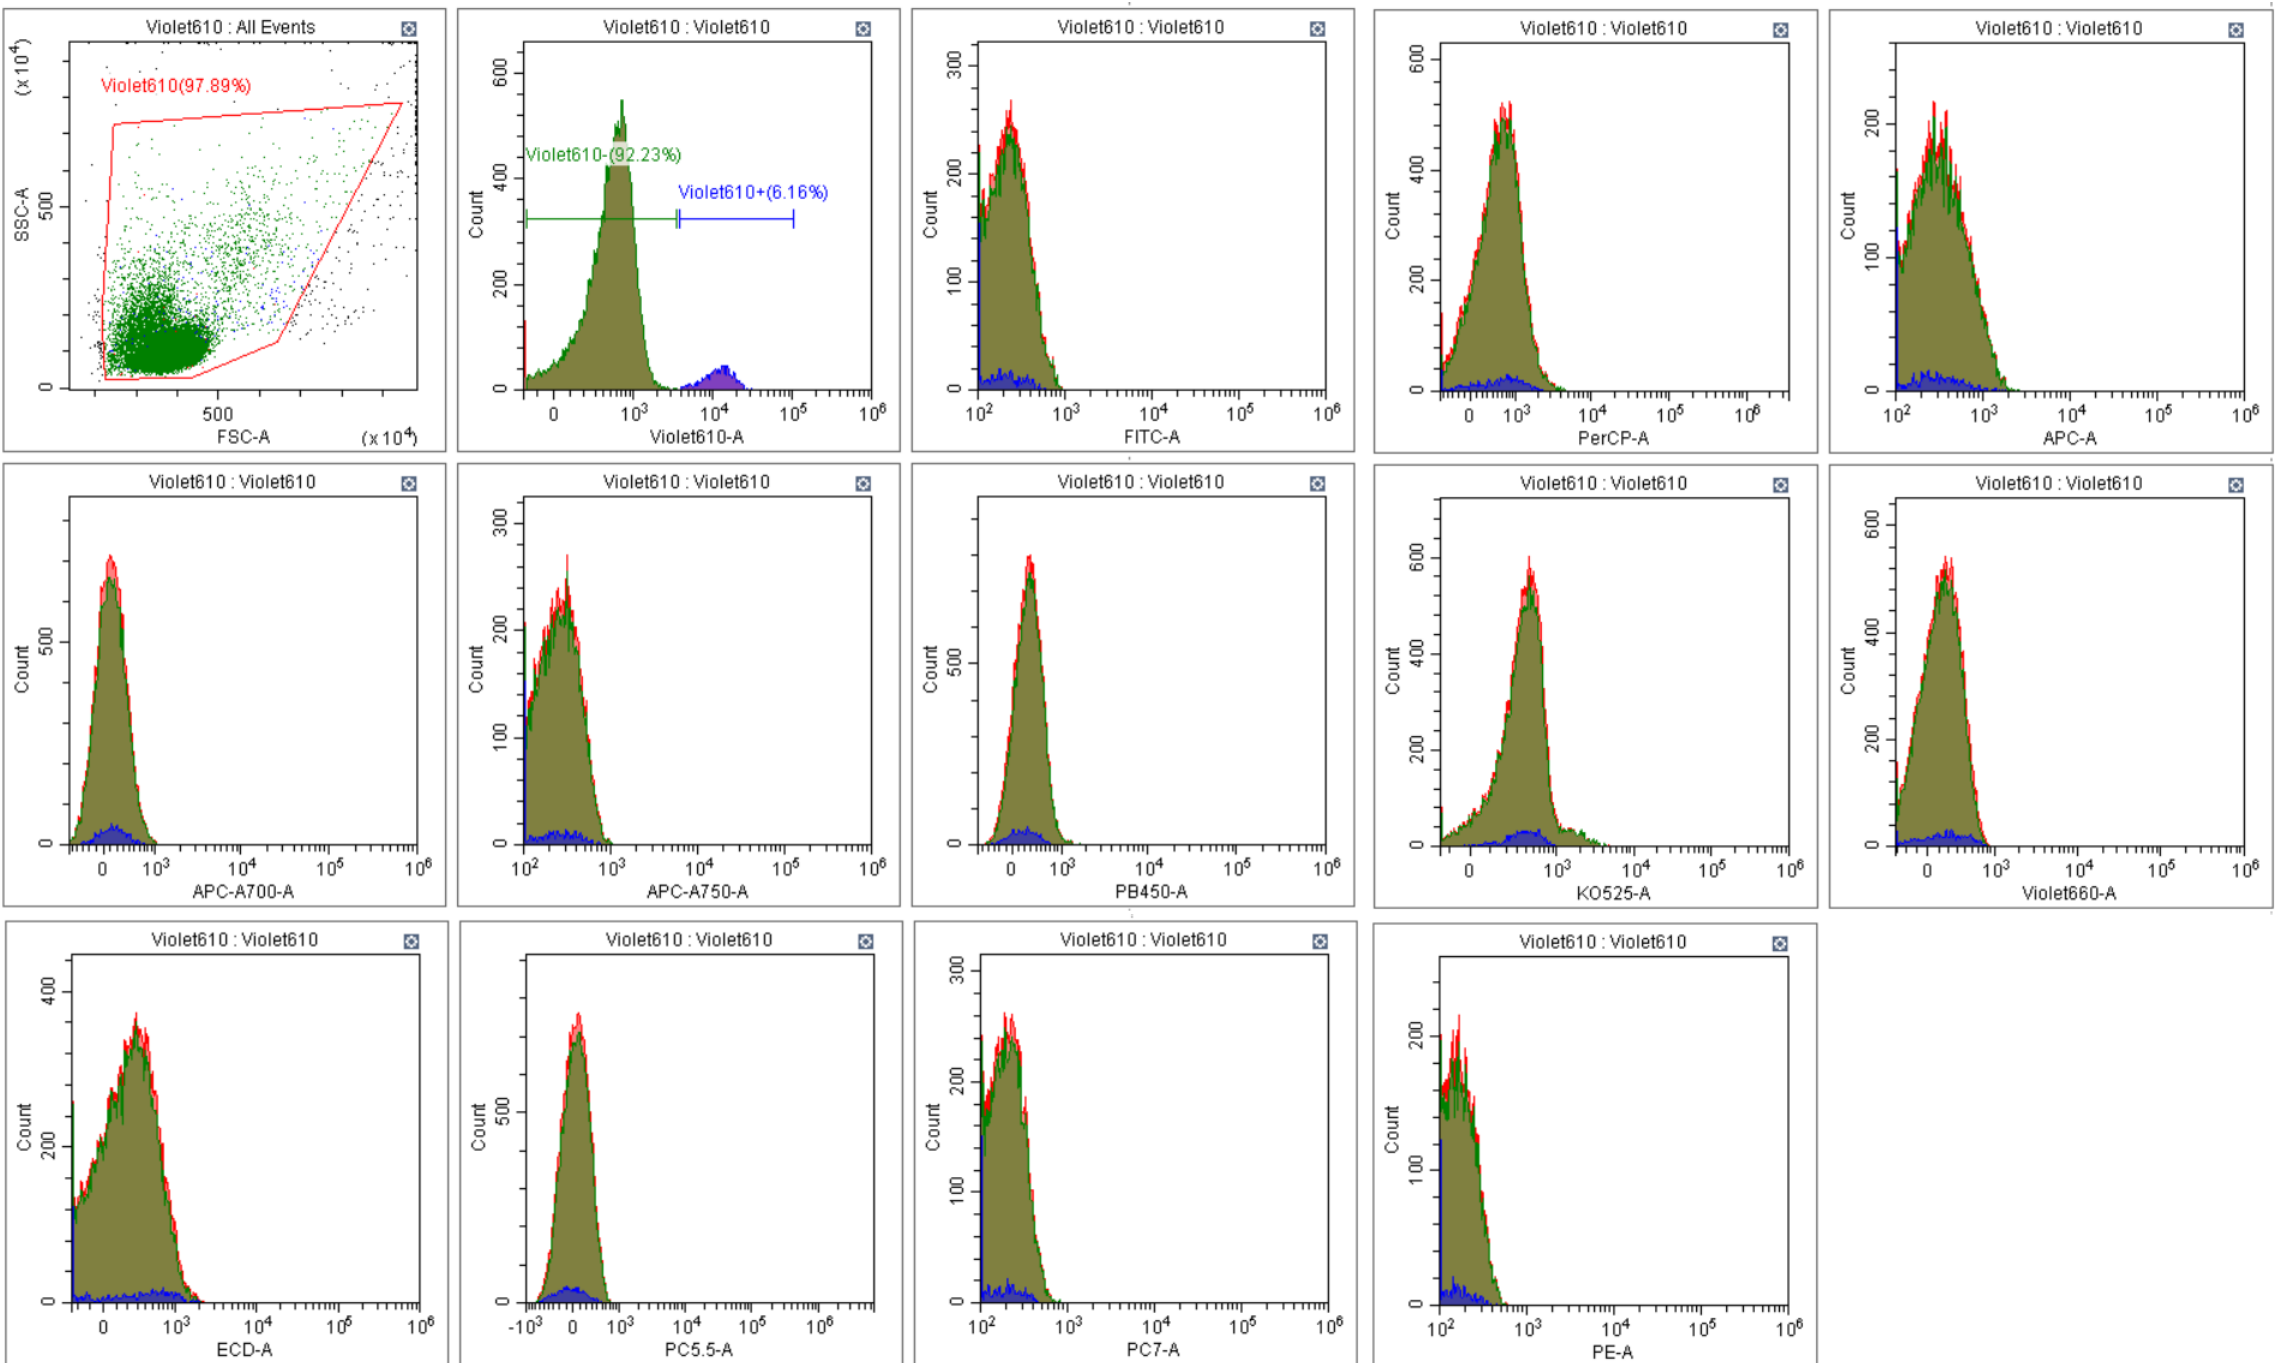 Violet610 : All Events
(x 10⁴)
Violet610(97.89%)
SSC-A
500
0
500
FSC-A
(x 10⁴)
Violet610 : Violet610
600
400
200
0
Count
Violet610-(92.23%)
Violet610+(6.16%)
0 10³ 10⁴ 10⁵ 10⁶
Violet610-A
Violet610 : Violet610
300
200
100
0
Count
10² 10³ 10⁴ 10⁵ 10⁶
FITC-A
Violet610 : Violet610
600
400
200
0
Count
0 10³ 10⁴ 10⁵ 10⁶
PerCP-A
Violet610 : Violet610
200
100
0
Count
10² 10³ 10⁴ 10⁵ 10⁶
APC-A
Violet610 : Violet610
500
0
Count
0 10³ 10⁴ 10⁵ 10⁶
APC-A700-A
Violet610 : Violet610
300
200
100
0
Count
10² 10³ 10⁴ 10⁵ 10⁶
APC-A750-A
Violet610 : Violet610
500
0
Count
0 10³ 10⁴ 10⁵ 10⁶
PB450-A
Violet610 : Violet610
600
400
200
0
Count
0 10³ 10⁴ 10⁵ 10⁶
KO525-A
Violet610 : Violet610
600
400
200
0
Count
0 10³ 10⁴ 10⁵ 10⁶
Violet660-A
Violet610 : Violet610
400
200
0
Count
0 10³ 10⁴ 10⁵ 10⁶
ECD-A
Violet610 : Violet610
500
0
Count
-10³ 0 10³ 10⁴ 10⁵ 10⁶
PC5.5-A
Violet610 : Violet610
300
200
100
0
Count
10² 10³ 10⁴ 10⁵ 10⁶
PC7-A
Violet610 : Violet610
200
100
0
Count
10² 10³ 10⁴ 10⁵ 10⁶
PE-A